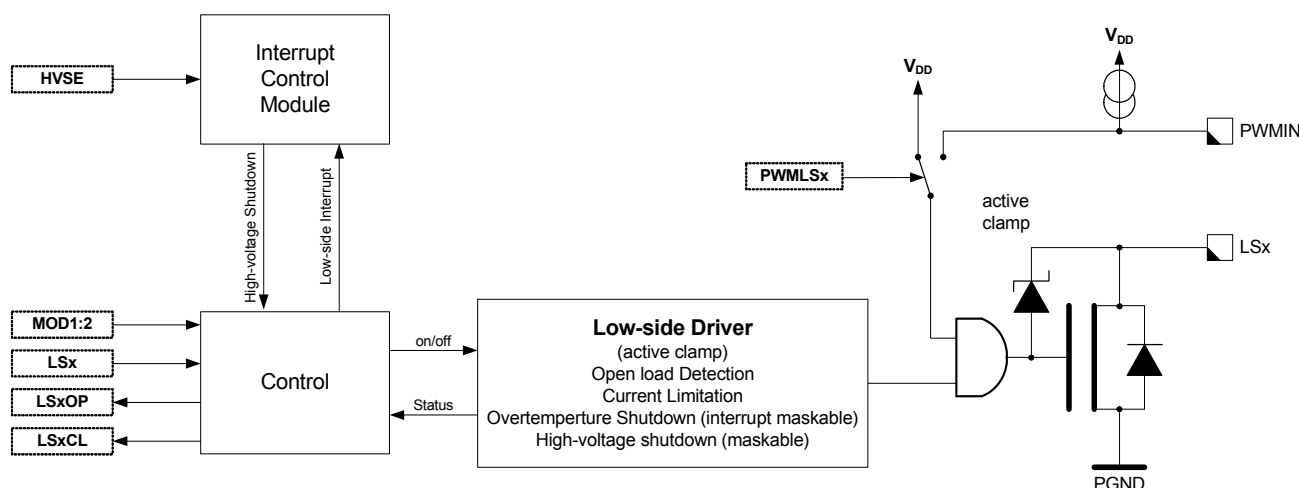 HVSE
Interrupt
Control
Module
High-voltage Shutdown
Low-side Interrupt
MOD1:2
LSx
LSxOP
LSxCL
Control
on/off
Status
Low-side Driver
(active clamp)
Open load Detection
Current Limitation
Overtemperature Shutdown (interrupt maskable)
High-voltage shutdown (maskable)
PWMLSx
VDD
VDD
PWMIN
active
clamp
LSx
PGND